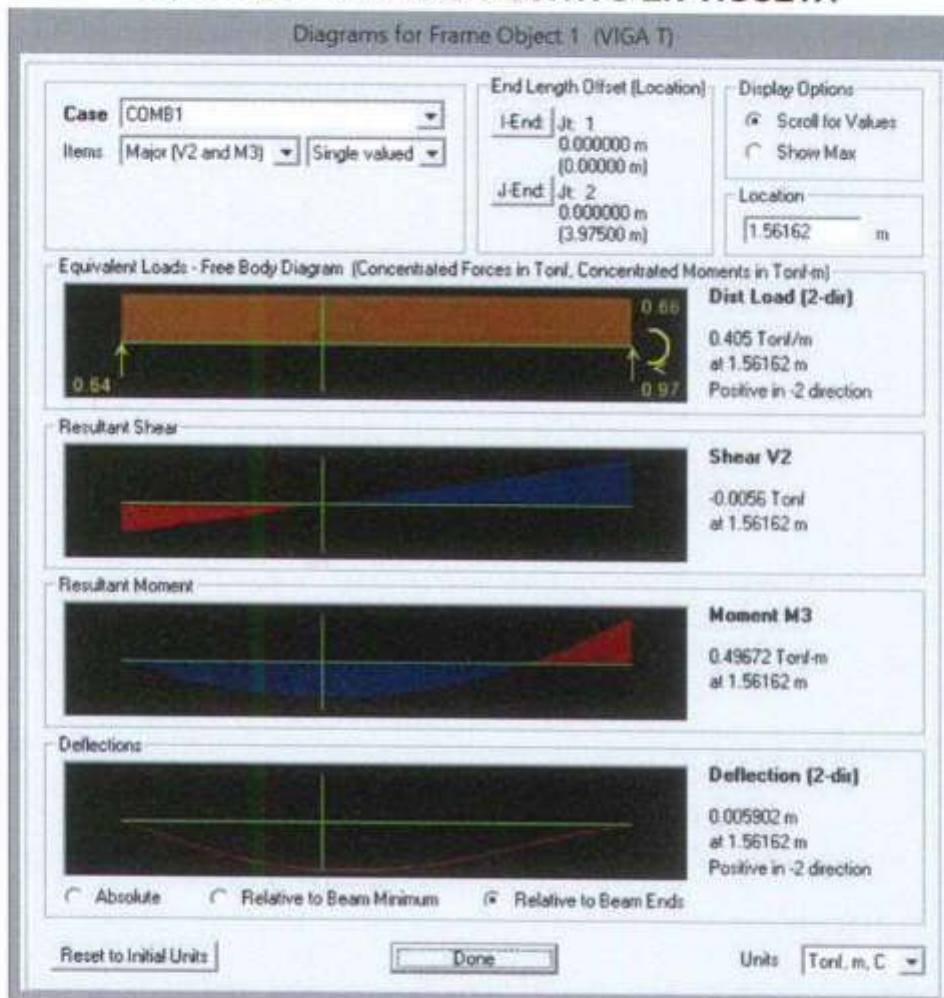 Diagrams for Frame Object 1 (VIGA T)
Case COMB1
Items Major (V2 and M3) Single valued
End Length Offset (Location)
I-End: Jt: 1
0.000000 m
(0.00000 m)
J-End: Jt: 2
0.000000 m
(3.97500 m)
Display Options
Scroll for Values
Show Max
Location
1.56162 m
Equivalent Loads - Free Body Diagram (Concentrated Forces in Tonf, Concentrated Moments in Tonf-m)
0.66
0.64
0.97
Dist Load (2-dir)
0.405 Tonf/m
at 1.56162 m
Positive in -2 direction
Resultant Shear
Shear V2
-0.0056 Tonf
at 1.56162 m
Resultant Moment
Moment M3
0.49672 Tonf-m
at 1.56162 m
Deflections
Deflection (2-dir)
0.005902 m
at 1.56162 m
Positive in -2 direction
Absolute Relative to Beam Minimum Relative to Beam Ends
Reset to Initial Units Done Units Tonf, m, C